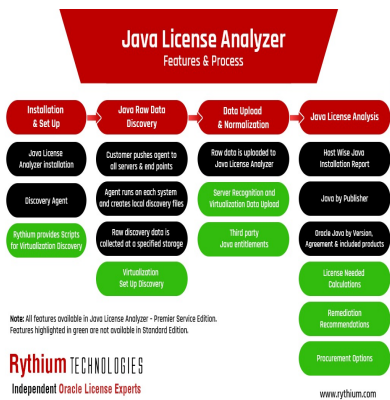 Java License Analyzer
Features & Process
Installation
& Set Up
Java Raw Data
Discovery
Data Upload
& Normalization
Java License Analysis
Java License
Analyzer installation
Discovery Agent
Rythium provides Scripts
for Virtualization Discovery
Customer pushes agent to
all servers & end points
Agent runs on each system
and creates local discovery files
Raw discovery data is
collected at a specified storage
Virtualization
Set Up Discovery
Raw data is uploaded to
Java License Analyzer
Server Recognition and
Virtualization Data Upload
Third party
Java entitlements
Host Wise Java
Installation Report
Java by Publisher
Oracle Java by Version,
Agreement & included products
License Needed
Calculations
Remediation
Recommendations
Procurement Options
Note: All features available in Java License Analyzer - Premier Service Edition.
Features highlighted in green are not available in Standard Edition.
Rythium TECHNOLOGIES
Independent Oracle License Experts
www.rythium.com